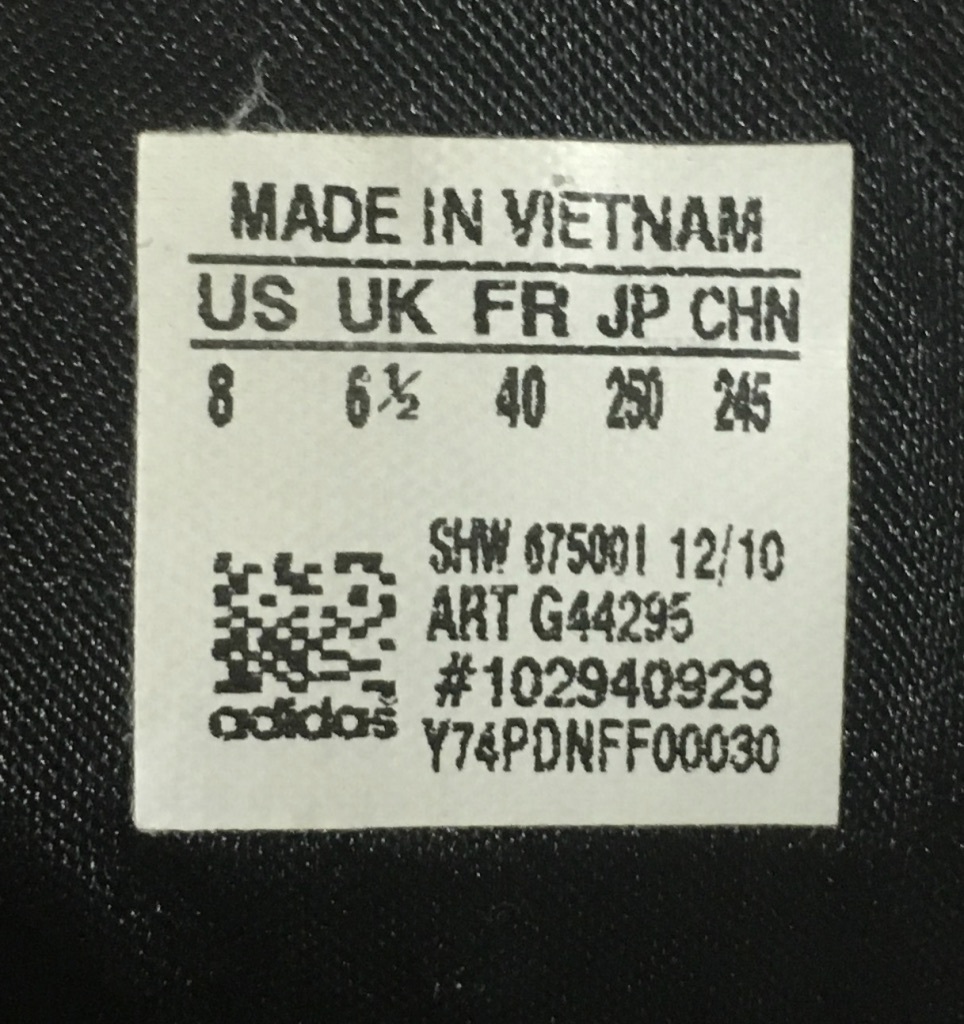 MADE IN VIETNAM
US UK FR JP CHN
8 6½ 40 250 245
SHW 675001 12/10
ART G44295
#102940929
adidas Y74PDNFF00030